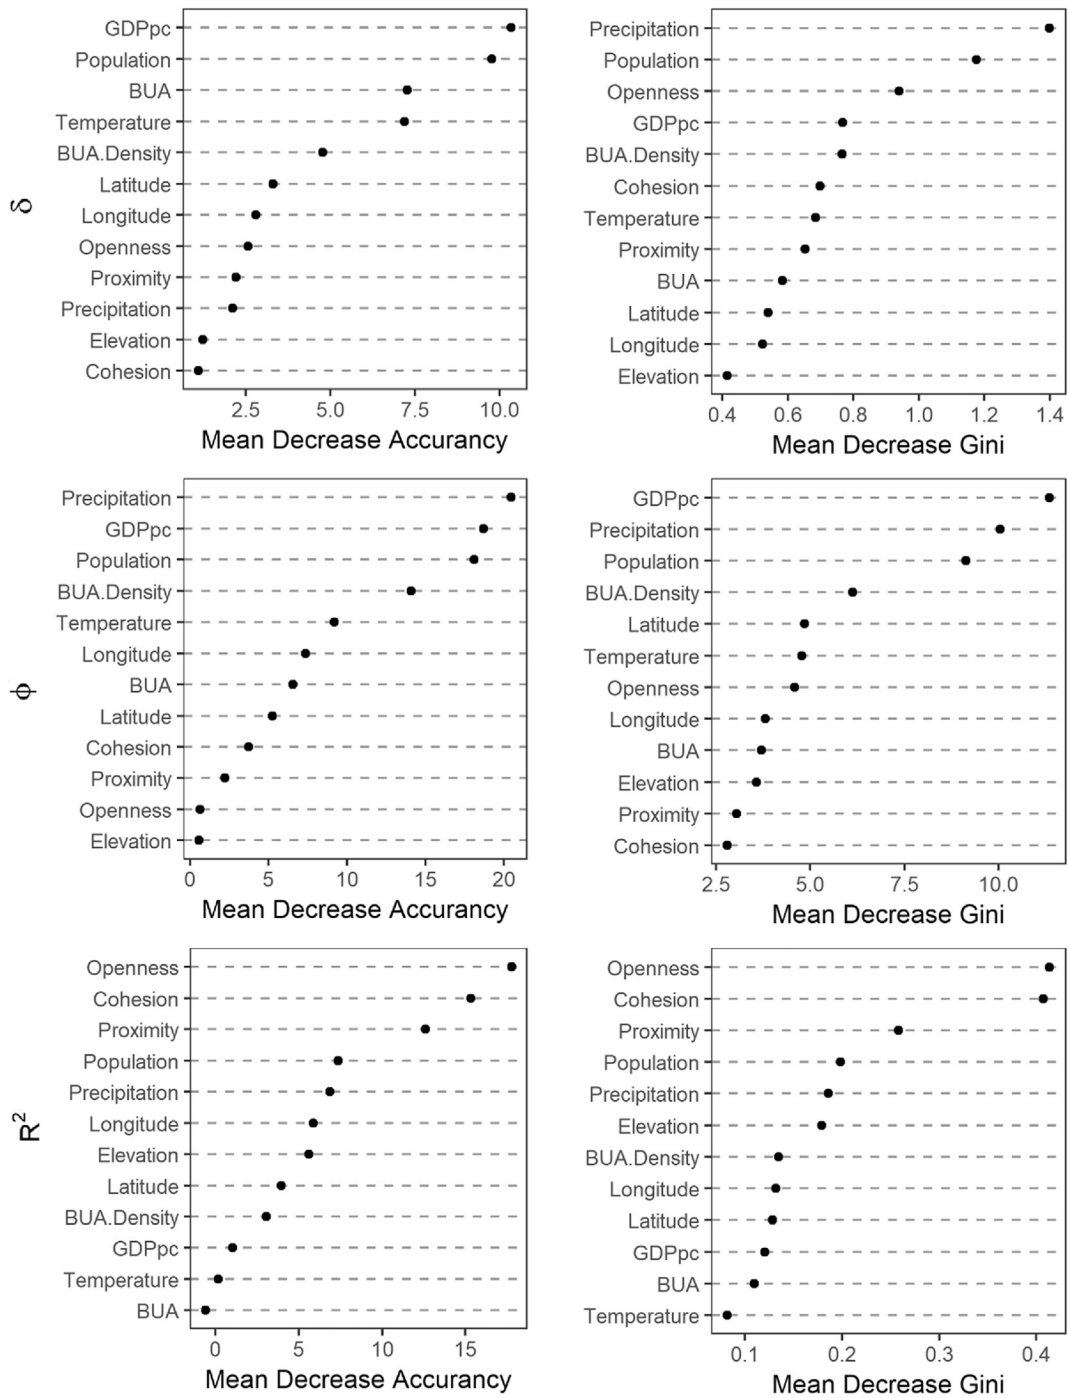 δ
GDPpc
Population
BUA
Temperature
BUA.Density
Latitude
Longitude
Openness
Proximity
Precipitation
Elevation
Cohesion
2.5 5.0 7.5 10.0
Mean Decrease Accurancy
Precipitation
Population
Openness
GDPpc
BUA.Density
Cohesion
Temperature
Proximity
BUA
Latitude
Longitude
Elevation
0.4 0.6 0.8 1.0 1.2 1.4
Mean Decrease Gini
ϕ
Precipitation
GDPpc
Population
BUA.Density
Temperature
Longitude
BUA
Latitude
Cohesion
Proximity
Openness
Elevation
0 5 10 15 20
Mean Decrease Accurancy
GDPpc
Precipitation
Population
BUA.Density
Latitude
Temperature
Openness
Longitude
BUA
Elevation
Proximity
Cohesion
2.5 5.0 7.5 10.0
Mean Decrease Gini
R²
Openness
Cohesion
Proximity
Population
Precipitation
Longitude
Elevation
Latitude
BUA.Density
GDPpc
Temperature
BUA
0 5 10 15
Mean Decrease Accurancy
Openness
Cohesion
Proximity
Population
Precipitation
Elevation
BUA.Density
Longitude
Latitude
GDPpc
BUA
Temperature
0.1 0.2 0.3 0.4
Mean Decrease Gini